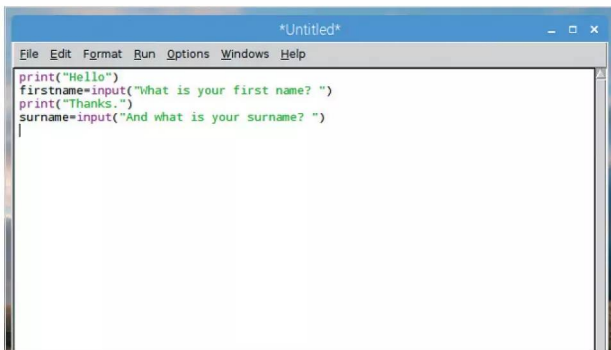 *Untitled*
File Edit Format Run Options Windows Help
print("Hello")
firstname=input("What is your first name? ")
print("Thanks.")
surname=input("And what is your surname? ")